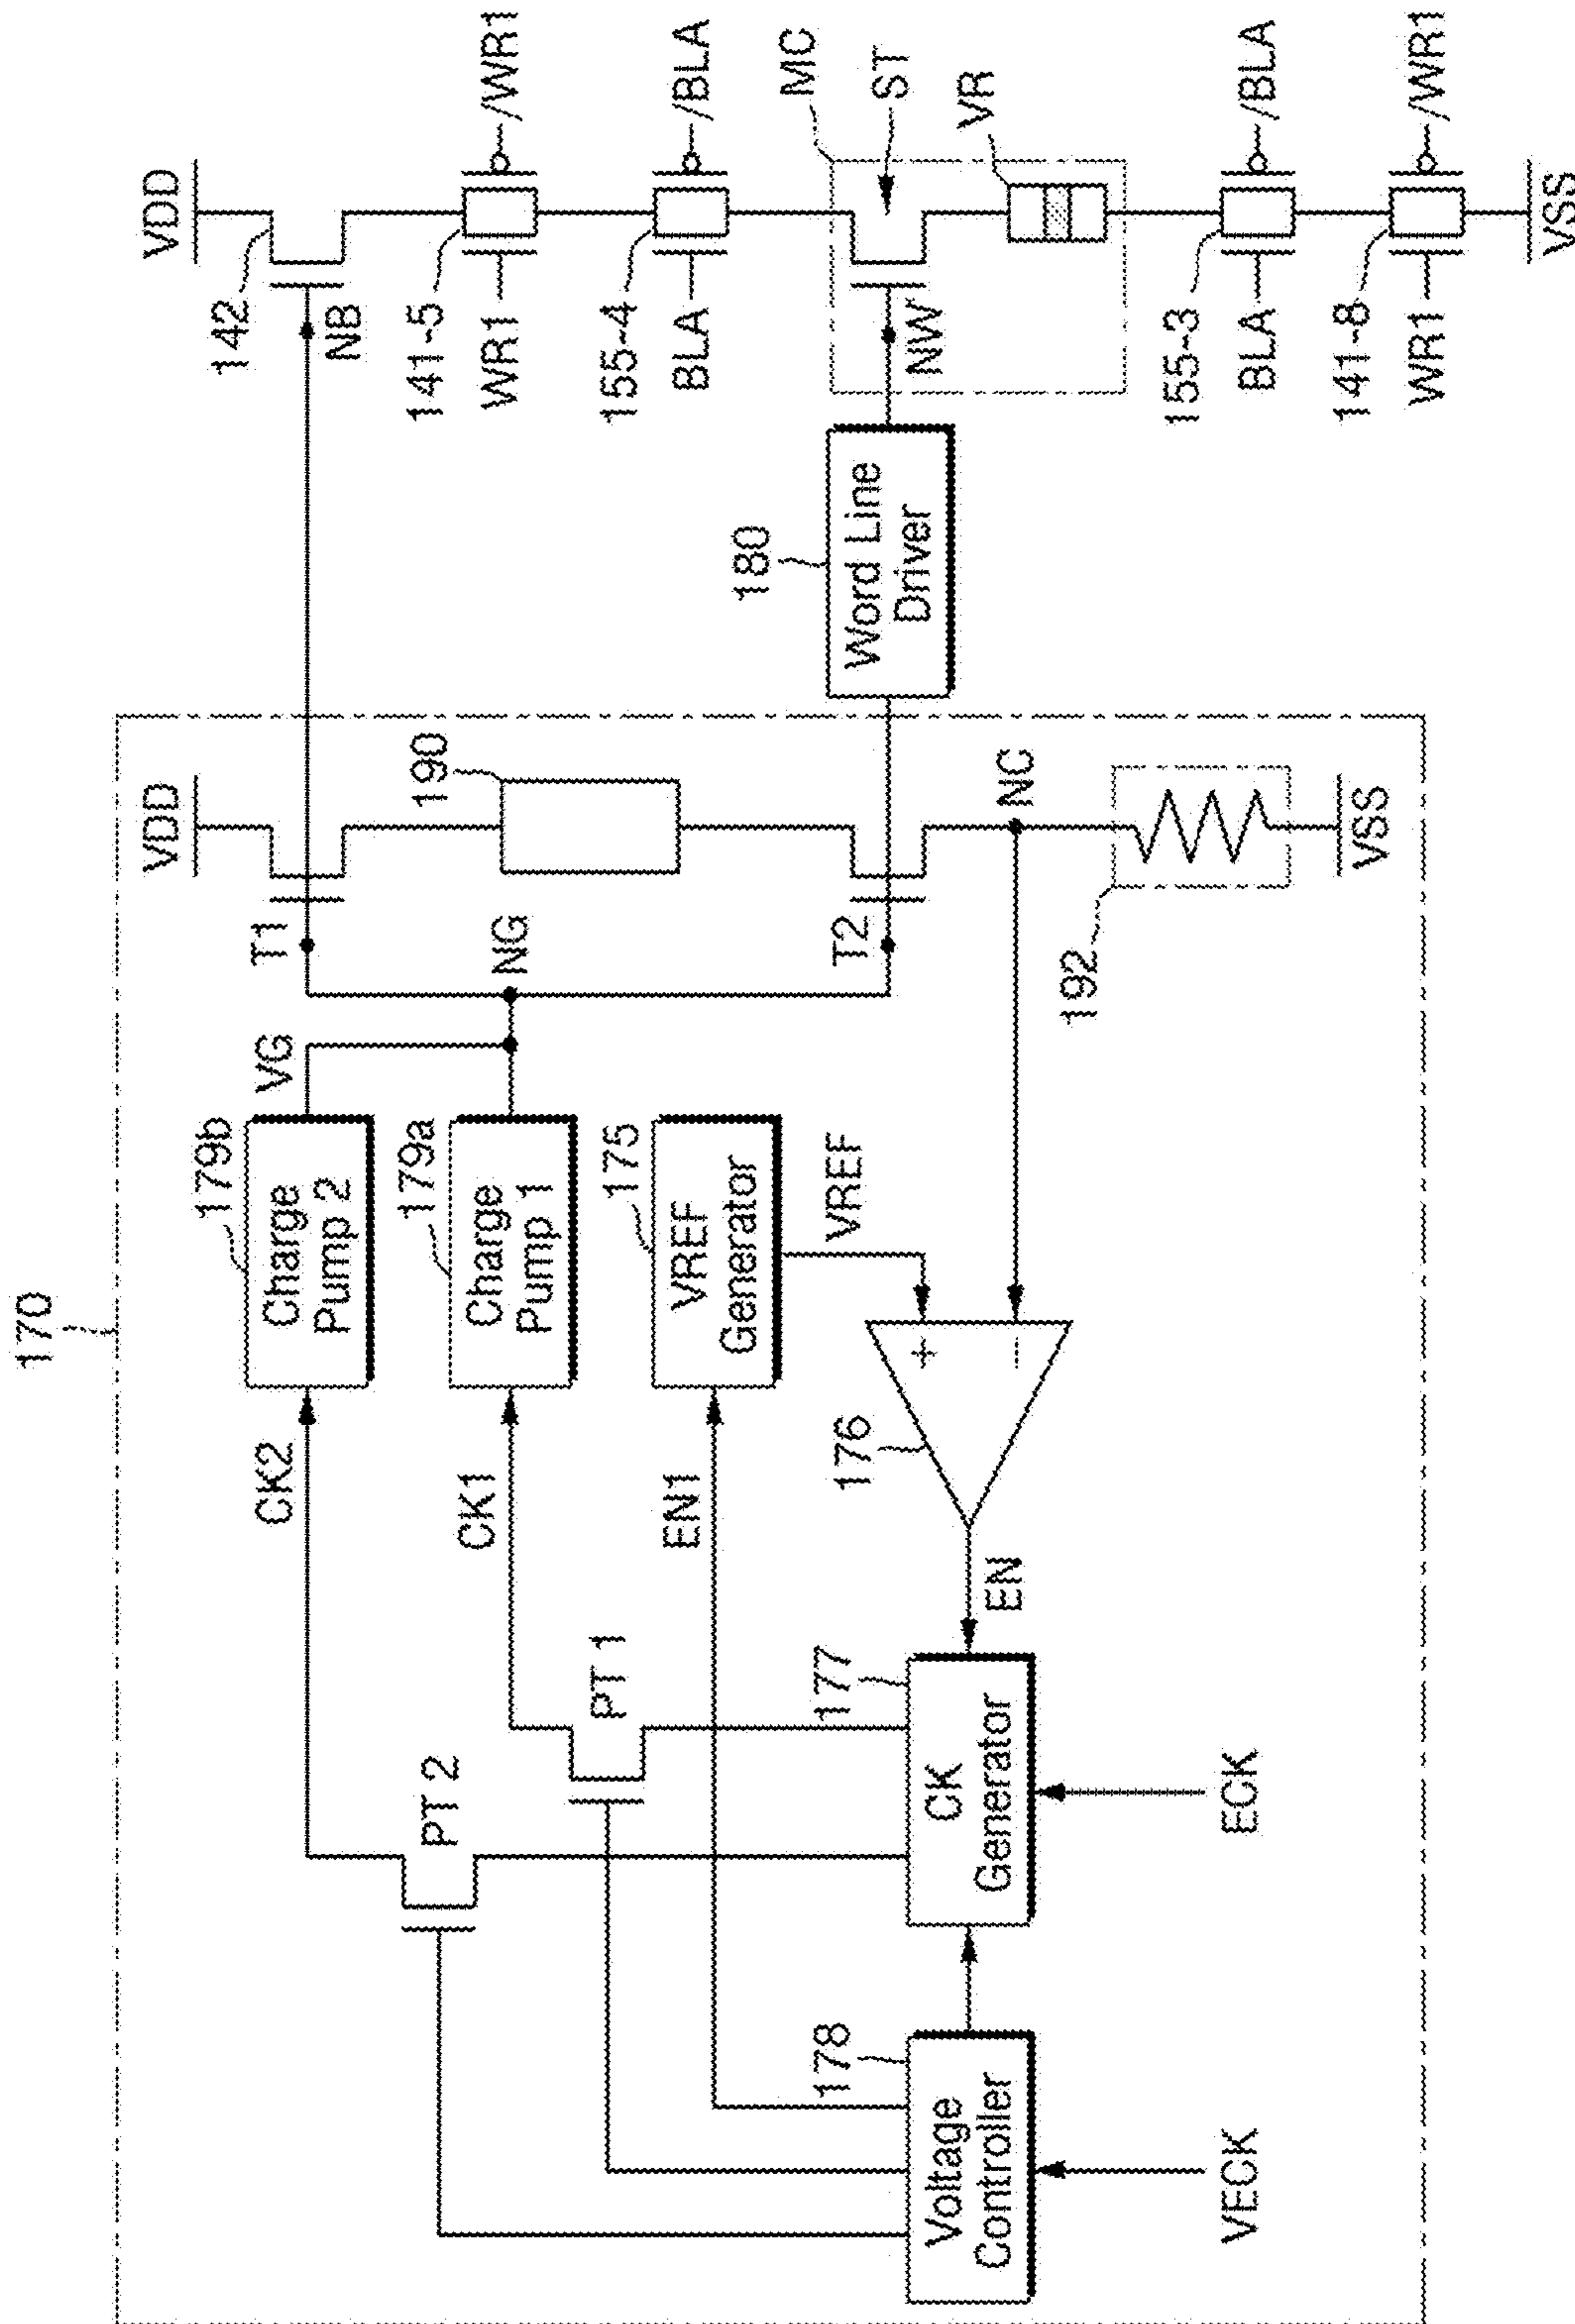 170
VDD
VDD
142
NB
CK2
179b
Charge
Pump 2
VG
T1
190
141-5
/WR1
WR1
PT 2
CK1
179a
Charge
Pump 1
NG
155-4
/BLA
BLA
PT 1
EN1
175
VREF
Generator
VREF
180
Word Line
Driver
MC
ST
NW
VR
178
Voltage
Controller
177
CK
Generator
EN
176
+
-
T2
NC
192
VSS
155-3
/BLA
BLA
141-8
/WR1
WR1
VSS
VECK
ECK